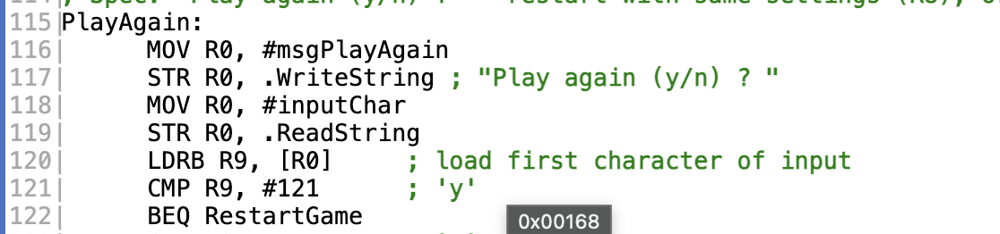 ; Spec: "Play again (y/n) ?" restart with same settings (R8), o
115|PlayAgain:
116|      MOV R0, #msgPlayAgain
117|      STR R0, .WriteString ; "Play again (y/n) ? "
118|      MOV R0, #inputChar
119|      STR R0, .ReadString
120|      LDRB R9, [R0]     ; load first character of input
121|      CMP R9, #121      ; 'y'
122|      BEQ RestartGame
0x00168